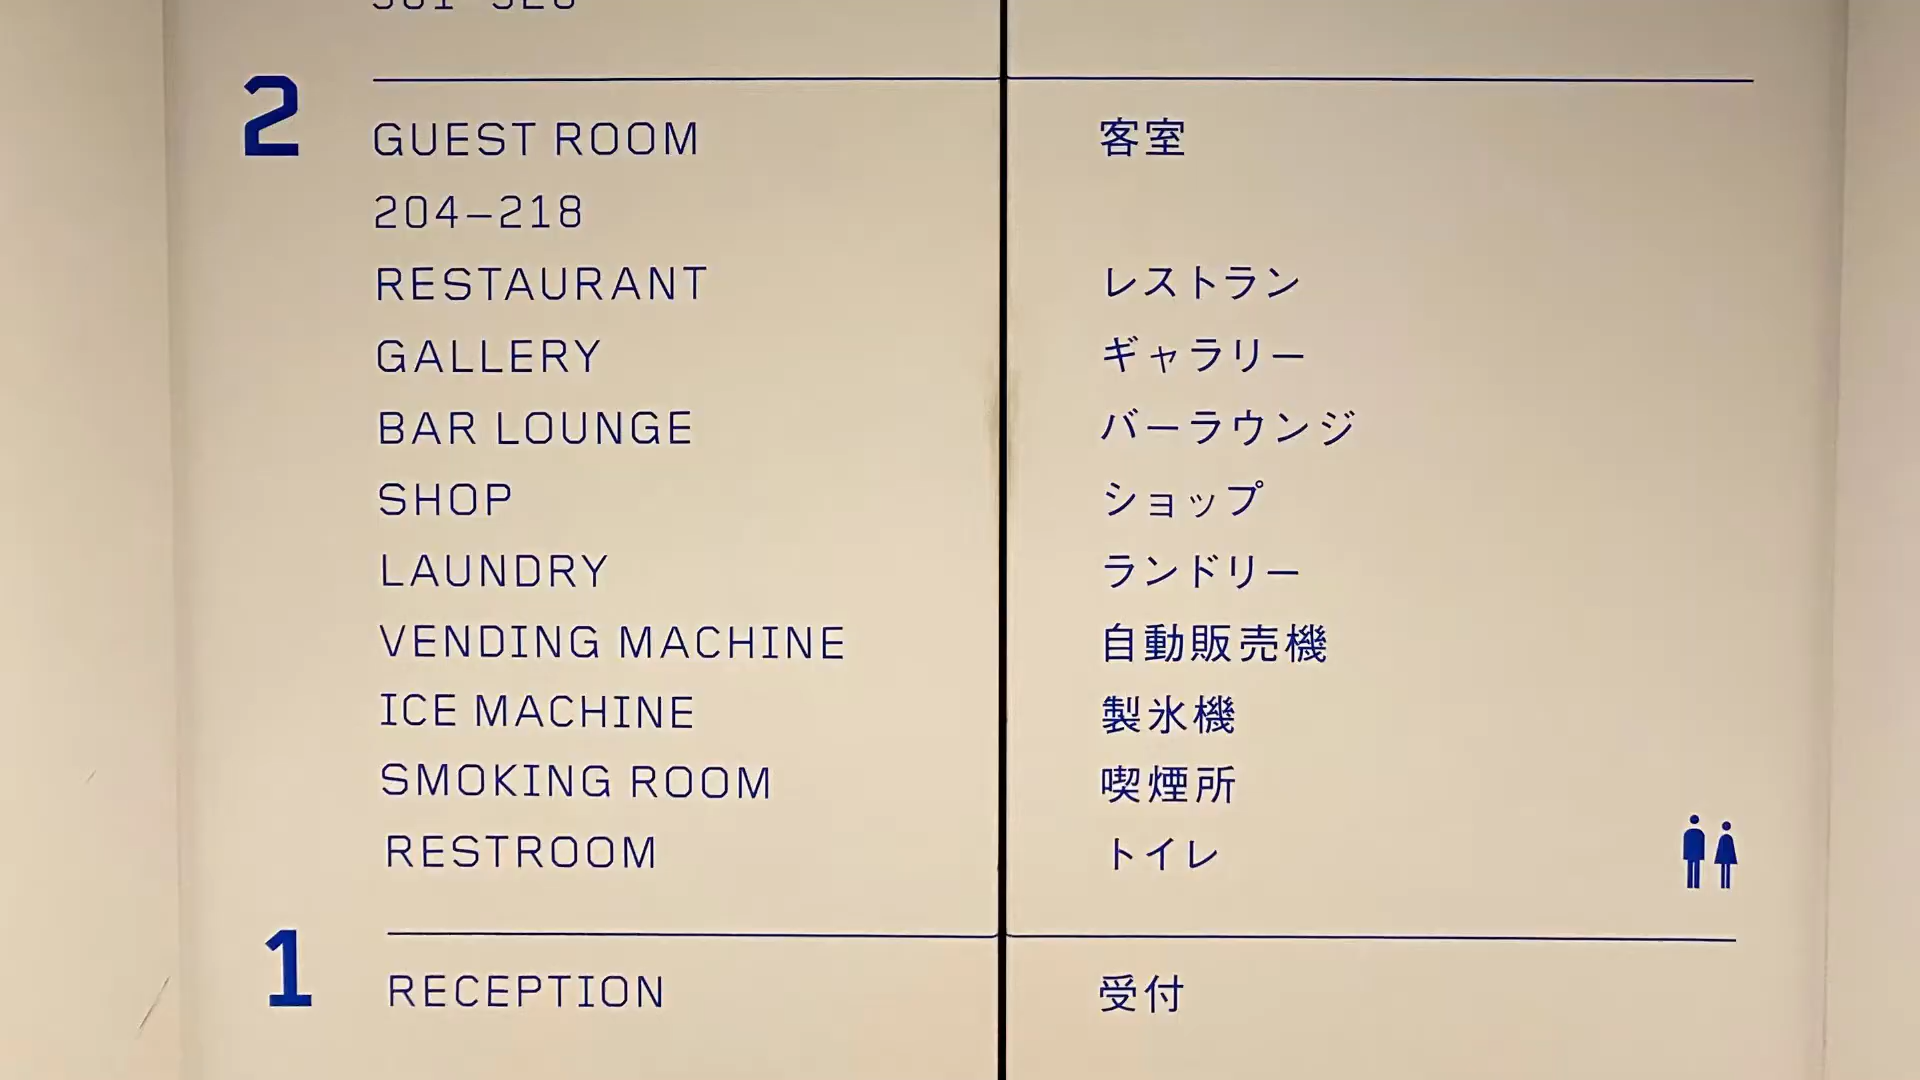 2
GUEST ROOM 客室
204–218
RESTAURANT レストラン
GALLERY ギャラリー
BAR LOUNGE バーラウンジ
SHOP ショップ
LAUNDRY ランドリー
VENDING MACHINE 自動販売機
ICE MACHINE 製氷機
SMOKING ROOM 喫煙所
RESTROOM トイレ
1
RECEPTION 受付